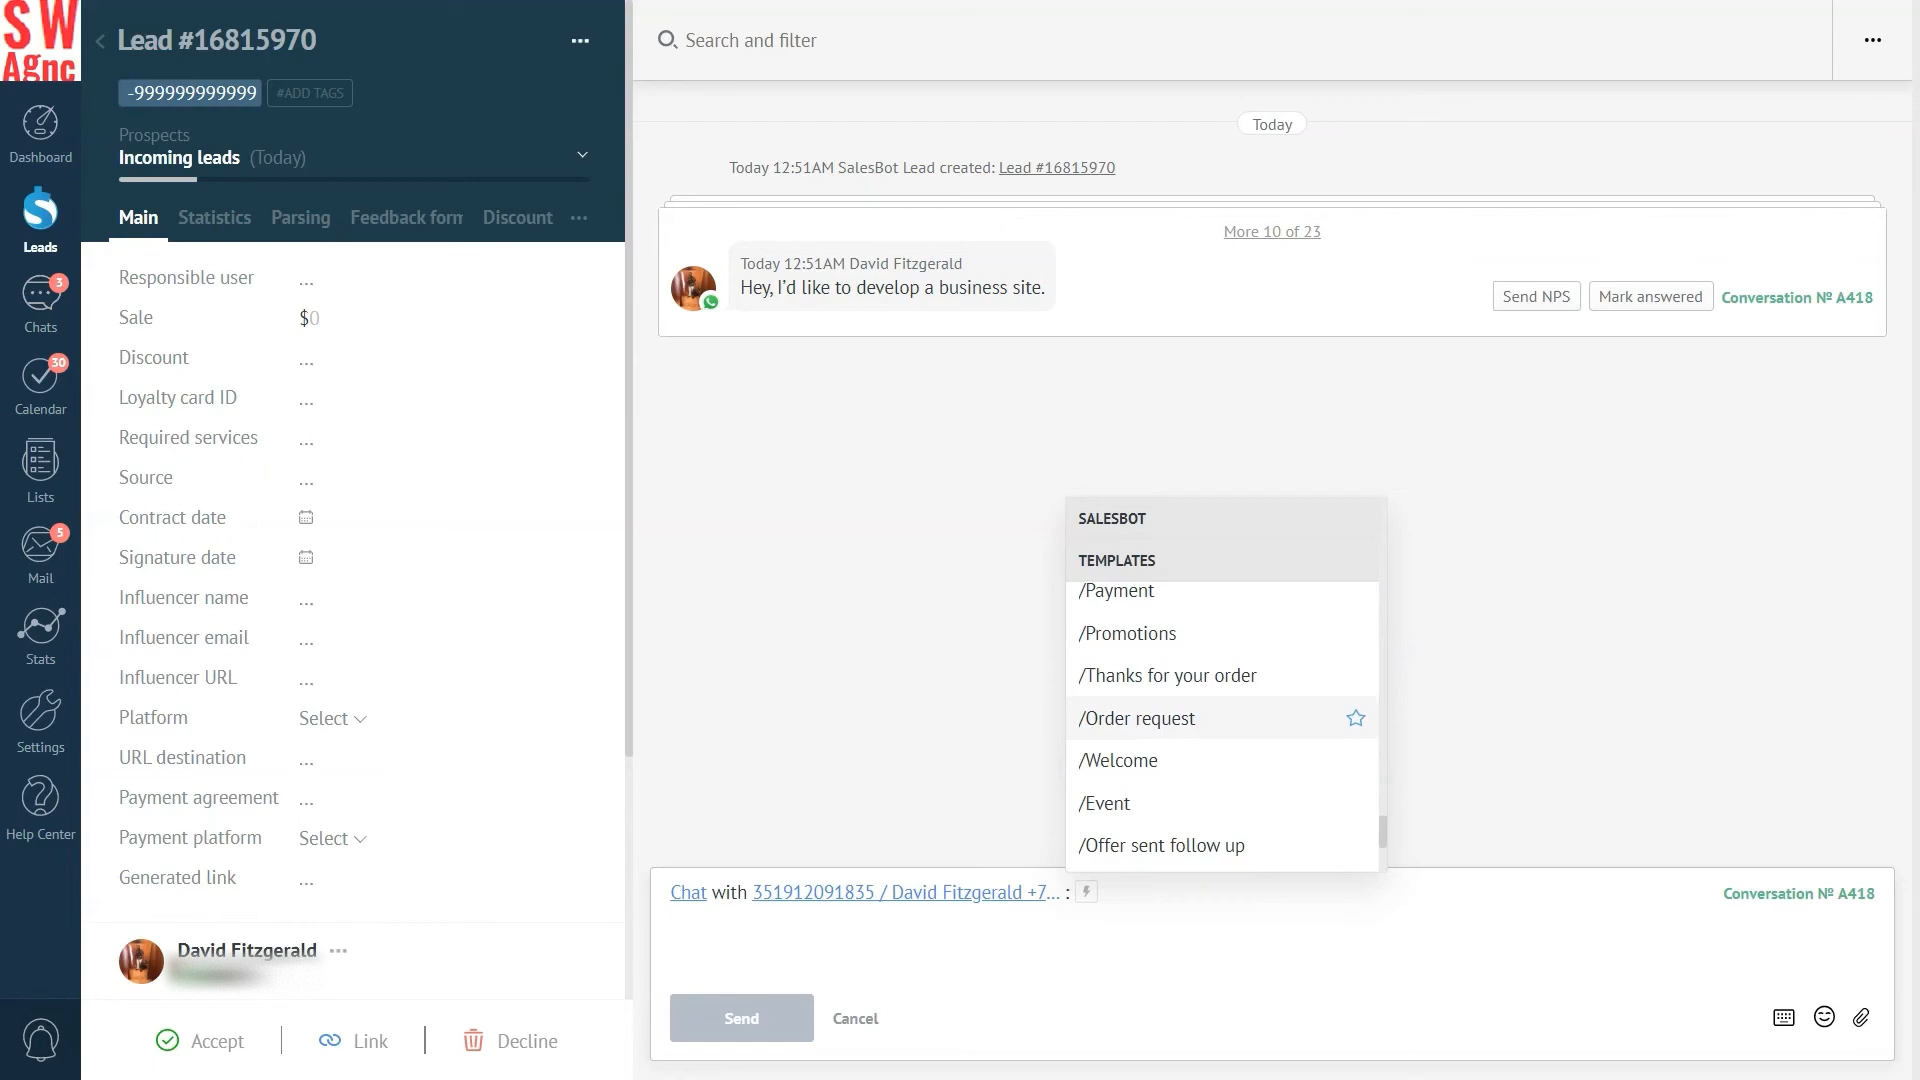 SW
Agnc
Lead #16815970
-999999999999 #ADD TAGS
Prospects
Incoming leads (Today)
Main Statistics Parsing Feedback form Discount
Dashboard
Leads
3
Chats
30
Calendar
Lists
5
Mail
Stats
Settings
Help Center
Responsible user ...
Sale $0
Discount ...
Loyalty card ID ...
Required services ...
Source ...
Contract date
Signature date
Influencer name ...
Influencer email ...
Influencer URL ...
Platform Select
URL destination ...
Payment agreement ...
Payment platform Select
Generated link ...
David Fitzgerald
Accept Link Decline
Search and filter
Today
Today 12:51AM SalesBot Lead created: Lead #16815970
More 10 of 23
Today 12:51AM David Fitzgerald
Hey, I’d like to develop a business site.
Send NPS Mark answered Conversation № A418
SALESBOT
TEMPLATES
/Payment
/Promotions
/Thanks for your order
/Order request
/Welcome
/Event
/Offer sent follow up
Chat with 351912091835 / David Fitzgerald +7... :
Conversation № A418
Send Cancel